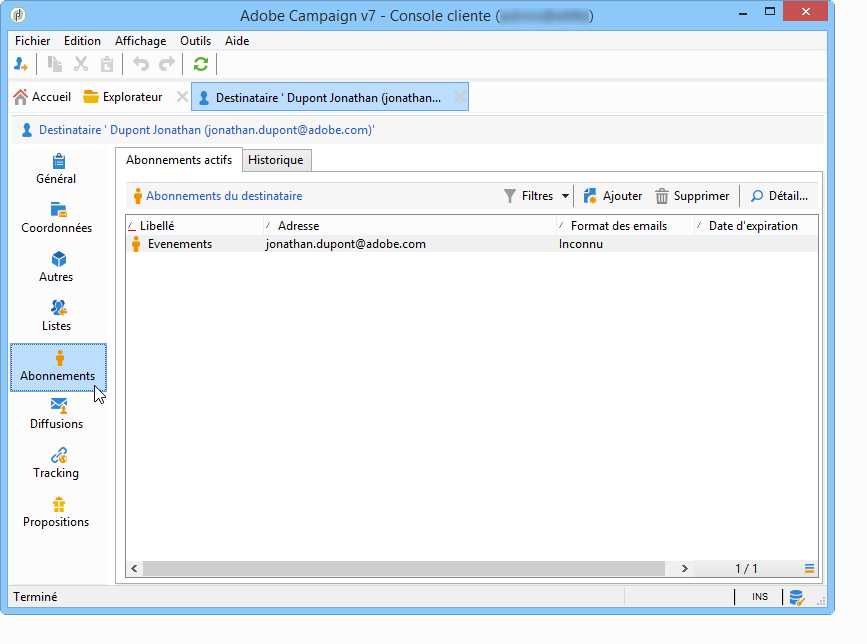 Adobe Campaign v7 - Console cliente ( )
Fichier Edition Affichage Outils Aide
Accueil Explorateur Destinataire ' Dupont Jonathan (jonathan...
Destinataire ' Dupont Jonathan (jonathan.dupont@adobe.com)'
Général
Coordonnées
Autres
Listes
Abonnements
Diffusions
Tracking
Propositions
Abonnements actifs Historique
Abonnements du destinataire Filtres Ajouter Supprimer Détail...
Libellé Adresse Format des emails Date d'expiration
Evenements jonathan.dupont@adobe.com Inconnu
1 / 1
Terminé INS